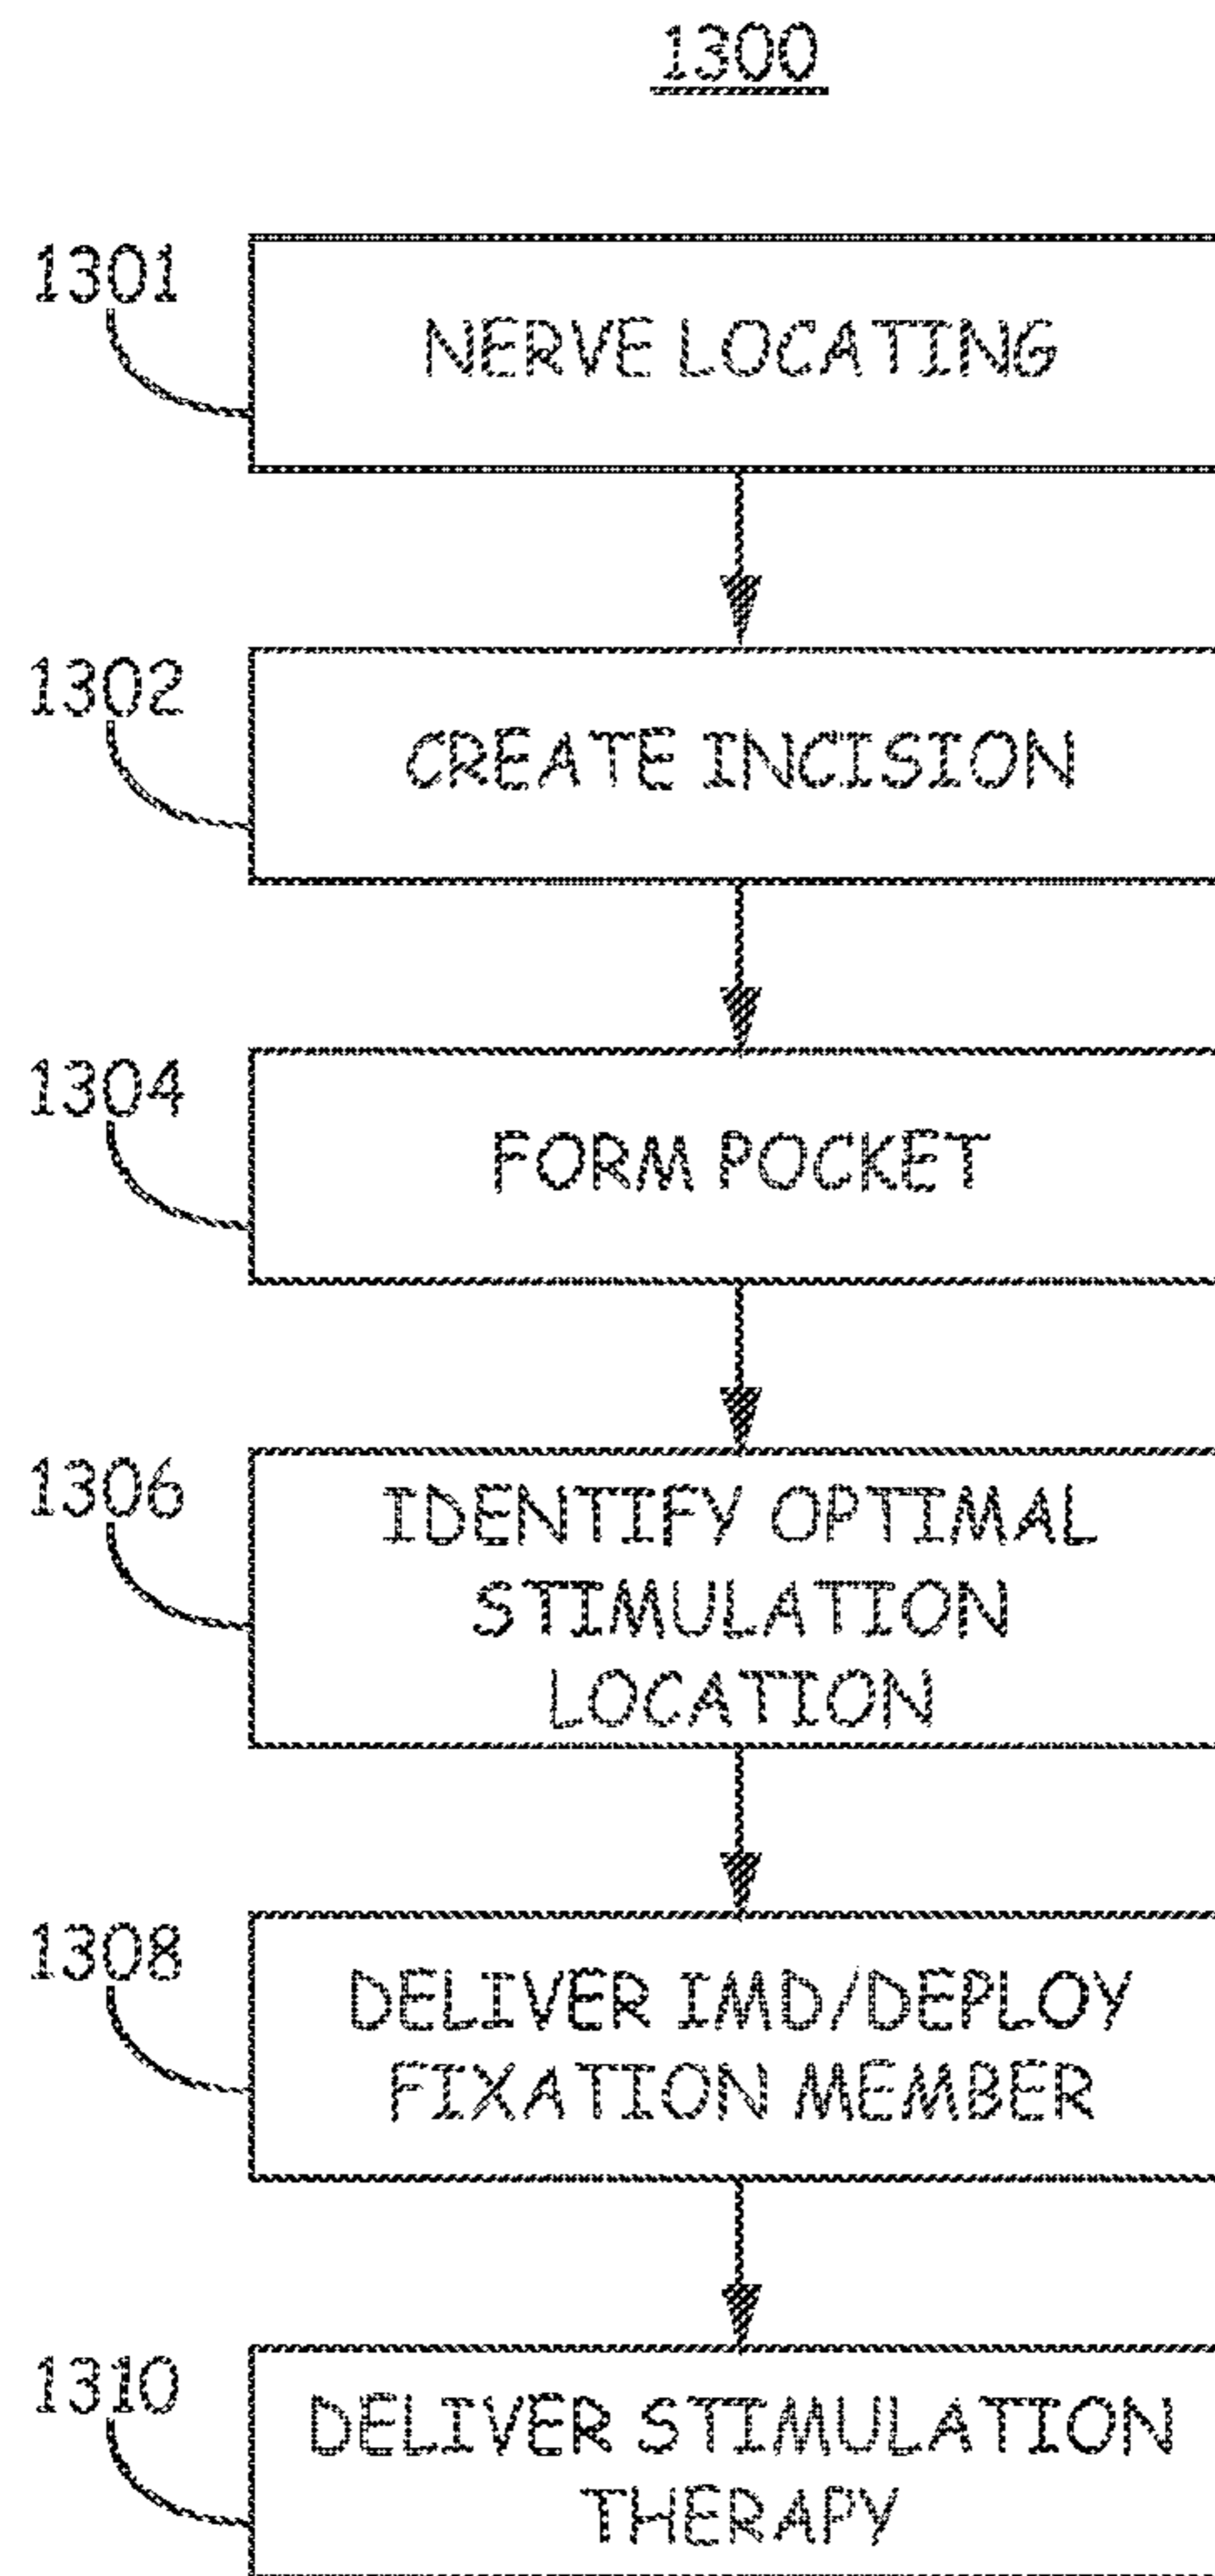 1300
1301
NERVE LOCATING
1302
CREATE INCISION
1304
FORM POCKET
1306
IDENTIFY OPTIMAL
STIMULATION
LOCATION
1308
DELIVER IMD/DEPLOY
FIXATION MEMBER
1310
DELIVER STIMULATION
THERAPY